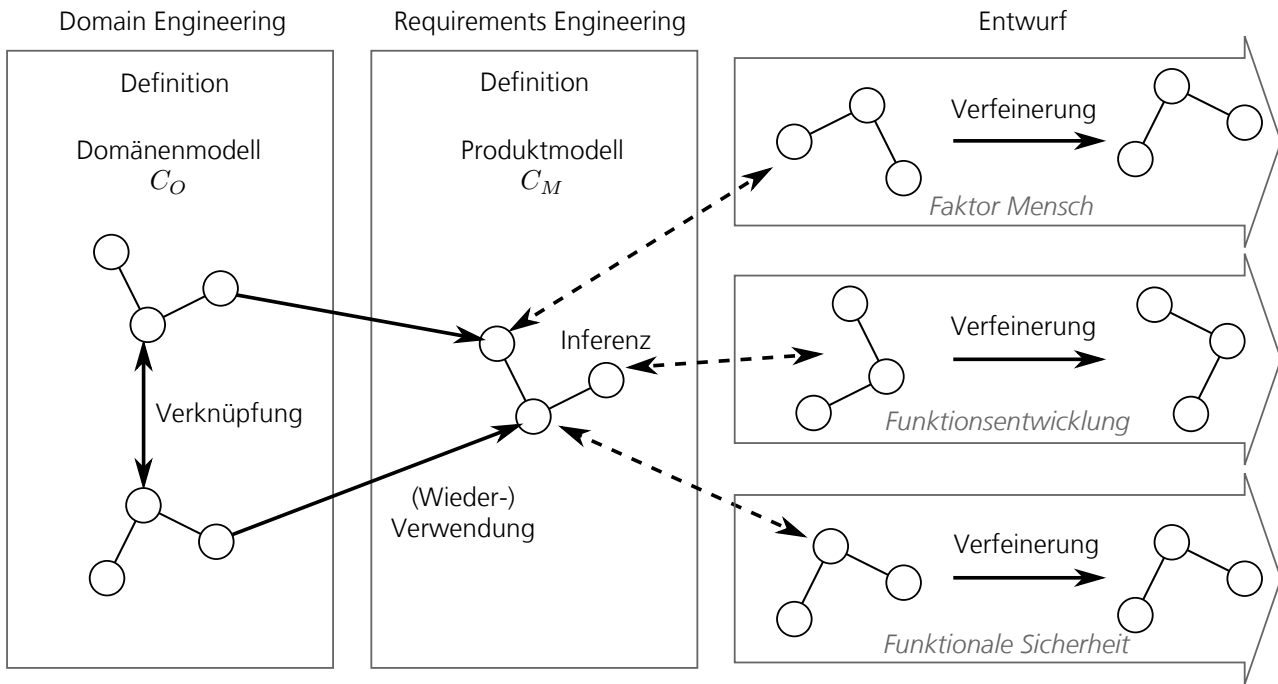 Domain Engineering
Definition
Domänenmodell
C_O
Verknüpfung
Requirements Engineering
Definition
Produktmodell
C_M
Inferenz
(Wieder-)
Verwendung
Entwurf
Verfeinerung
Faktor Mensch
Verfeinerung
Funktionsentwicklung
Verfeinerung
Funktionale Sicherheit